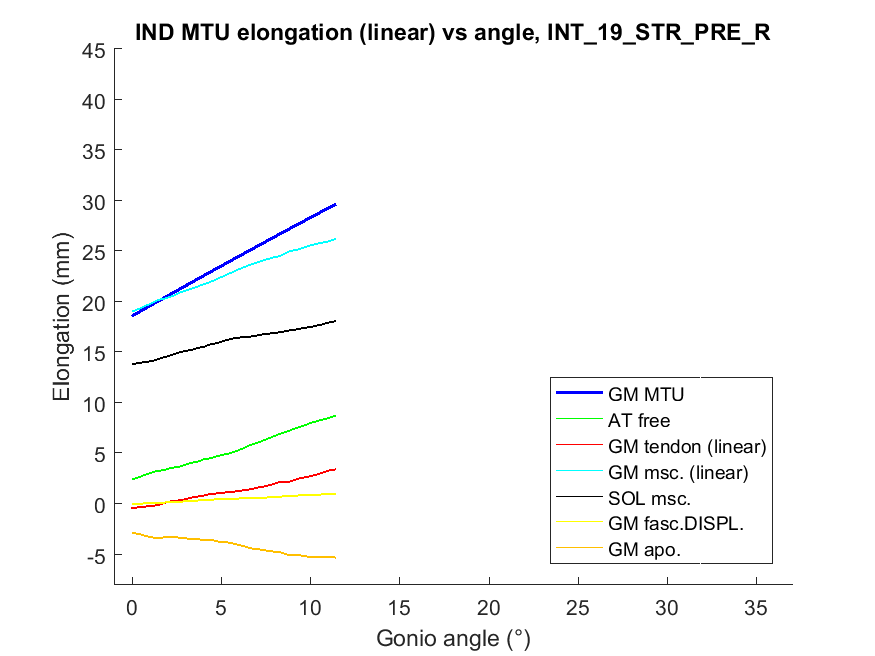 IND MTU elongation (linear) vs angle, INT_19_STR_PRE_R
45
40
35
30
25
20
15
10
5
0
-5
Elongation (mm)
GM MTU
AT free
GM tendon (linear)
GM msc. (linear)
SOL msc.
GM fasc.DISPL.
GM apo.
0 5 10 15 20 25 30 35
Gonio angle (°)